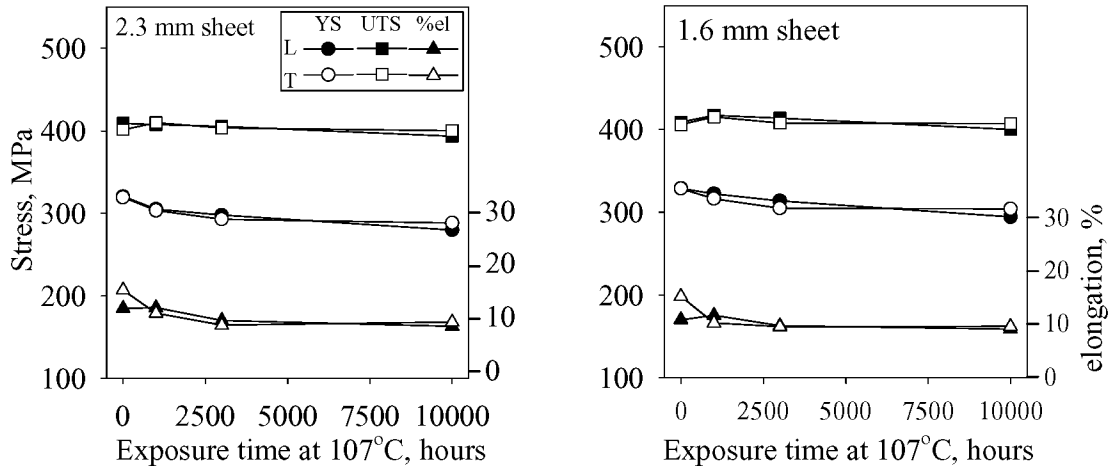 2.3 mm sheet
YS UTS %el
L
T
500
400
300
200
100
Stress, MPa
30
20
10
0
0 2500 5000 7500 10000
Exposure time at 107°C, hours
1.6 mm sheet
500
400
300
200
100
30
20
10
0
elongation, %
0 2500 5000 7500 10000
Exposure time at 107°C, hours